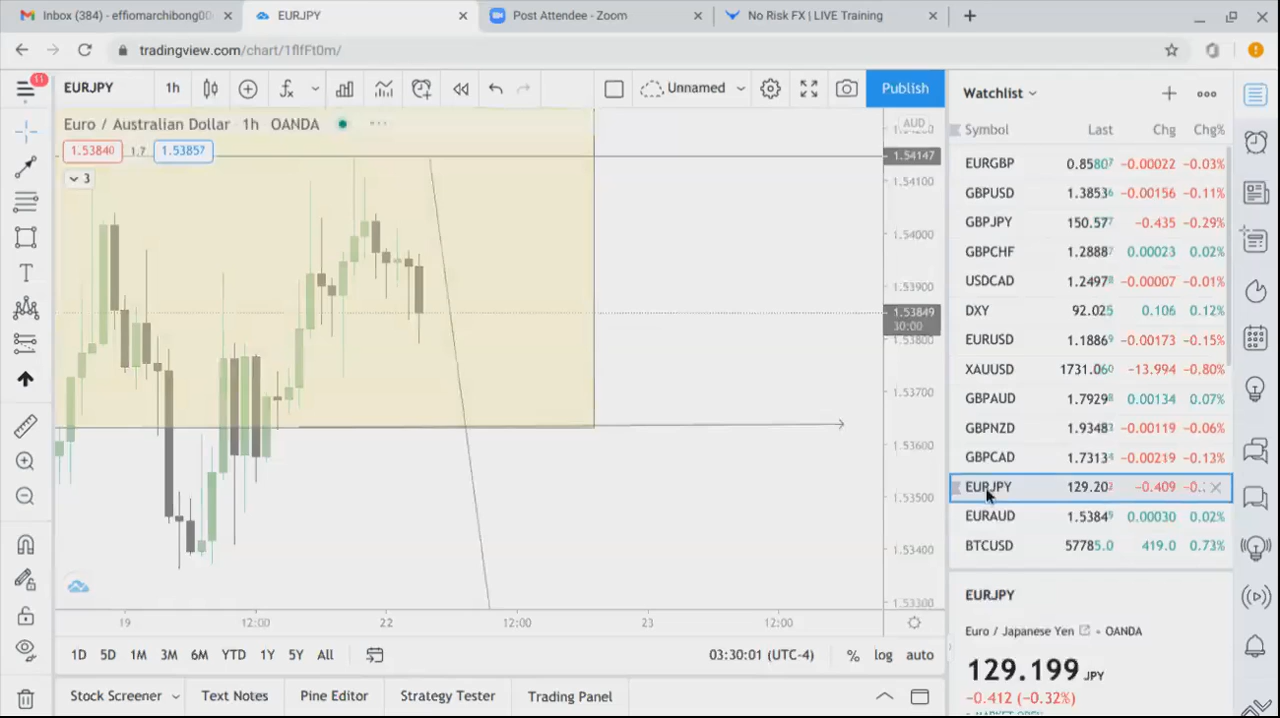 Inbox (384) - effiomarchibong00 × EURJPY × Post Attendee - Zoom × No Risk FX | LIVE Training ×
tradingview.com/chart/1flfFt0m/
11 EURJPY 1h Unnamed Publish
Watchlist
Euro / Australian Dollar 1h OANDA
1.53840 1.7 1.53857
3
AUD
1.54200
1.54147
1.54100
1.54000
1.53900
1.53849
30:00
1.53800
1.53700
1.53600
1.53500
1.53400
1.53300
Symbol Last Chg Chg%
EURGBP 0.85807 -0.00022 -0.03%
GBPUSD 1.38536 -0.00156 -0.11%
GBPJPY 150.577 -0.435 -0.29%
GBPCHF 1.28887 0.00023 0.02%
USDCAD 1.24978 -0.00007 -0.01%
DXY 92.025 0.106 0.12%
EURUSD 1.18869 -0.00173 -0.15%
XAUUSD 1731.060 -13.994 -0.80%
GBPAUD 1.79298 0.00134 0.07%
GBPNZD 1.93483 -0.00119 -0.06%
GBPCAD 1.73134 -0.00219 -0.13%
EURJPY 129.202 -0.409 -0.:
EURAUD 1.53849 0.00030 0.02%
BTCUSD 57785.0 419.0 0.73%
19 12:00 22 12:00 23 12:00
1D 5D 1M 3M 6M YTD 1Y 5Y All 03:30:01 (UTC-4) % log auto
Stock Screener Text Notes Pine Editor Strategy Tester Trading Panel
EURJPY
Euro / Japanese Yen OANDA
129.199 JPY
-0.412 (-0.32%)